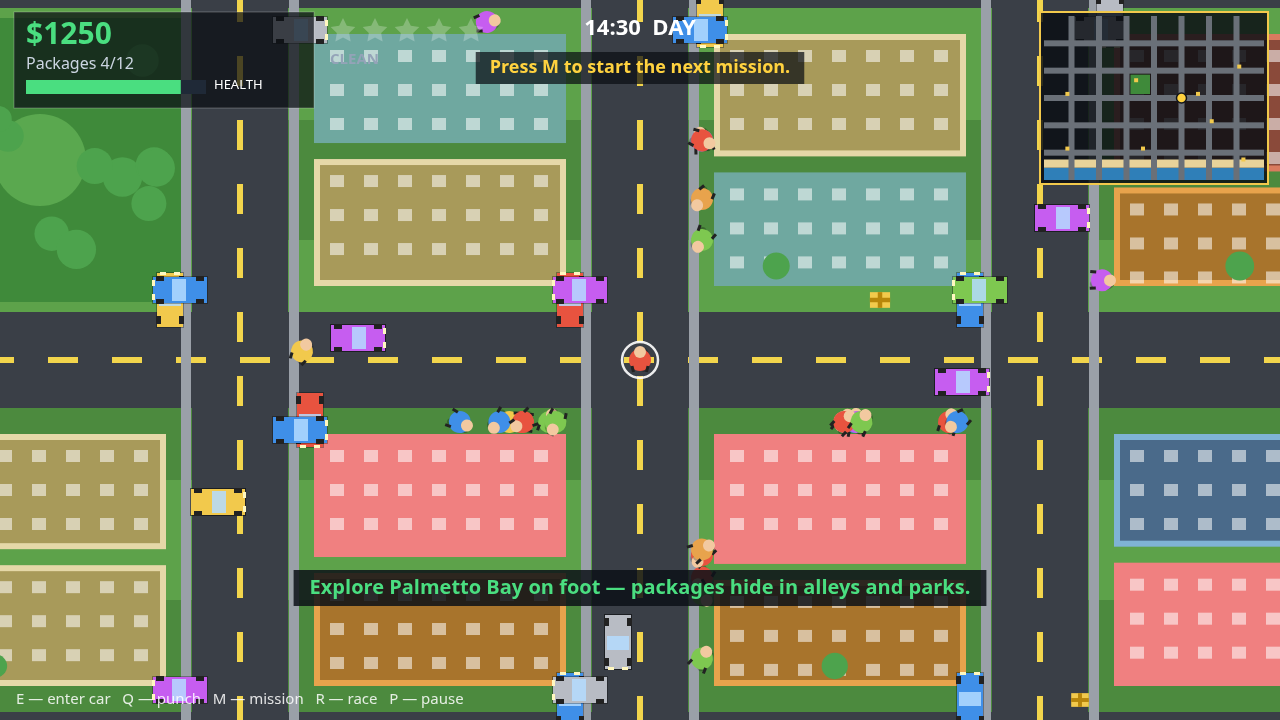 $1250
Packages 4/12
HEALTH
CLEAN
14:30 DAY
Press M to start the next mission.
Explore Palmetto Bay on foot — packages hide in alleys and parks.
E — enter car Q — punch M — mission R — race P — pause